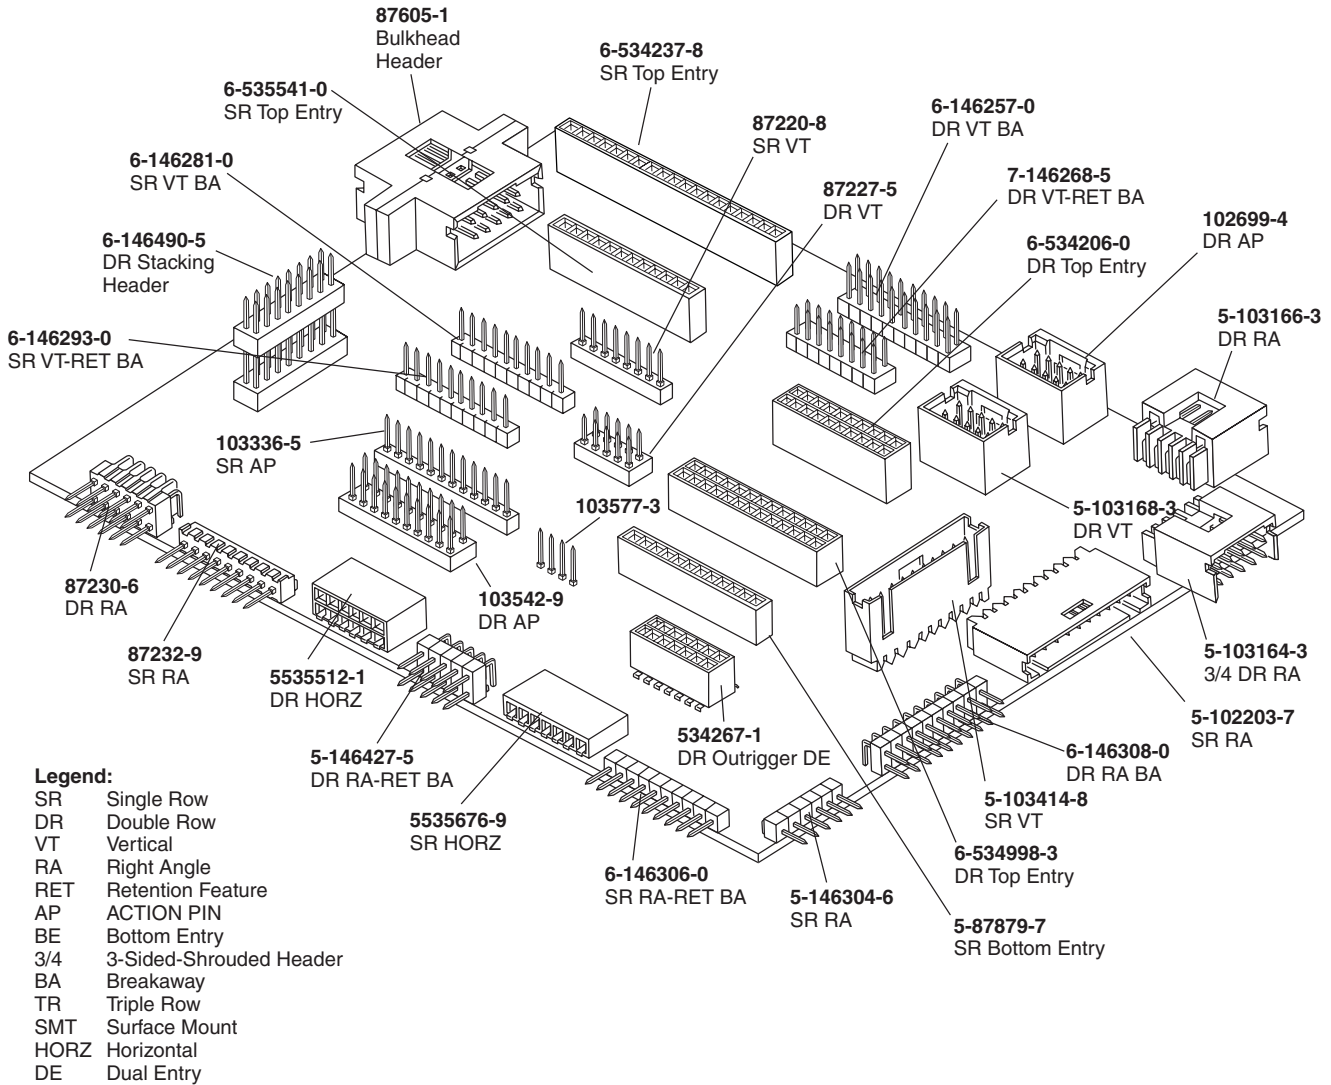 87605-1
Bulkhead
Header
6-534237-8
SR Top Entry
6-535541-0
SR Top Entry
87220-8
SR VT
6-146257-0
DR VT BA
6-146281-0
SR VT BA
87227-5
DR VT
7-146268-5
DR VT-RET BA
102699-4
DR AP
6-146490-5
DR Stacking
Header
6-534206-0
DR Top Entry
5-103166-3
DR RA
6-146293-0
SR VT-RET BA
103336-5
SR AP
103577-3
5-103168-3
DR VT
87230-6
DR RA
103542-9
DR AP
87232-9
SR RA
5535512-1
DR HORZ
5-103164-3
3/4 DR RA
534267-1
DR Outrigger DE
5-102203-7
SR RA
5-146427-5
DR RA-RET BA
6-146308-0
DR RA BA
5535676-9
SR HORZ
5-103414-8
SR VT
6-146306-0
SR RA-RET BA
5-146304-6
SR RA
6-534998-3
DR Top Entry
5-87879-7
SR Bottom Entry
Legend:
SR Single Row
DR Double Row
VT Vertical
RA Right Angle
RET Retention Feature
AP ACTION PIN
BE Bottom Entry
3/4 3-Sided-Shrouded Header
BA Breakaway
TR Triple Row
SMT Surface Mount
HORZ Horizontal
DE Dual Entry